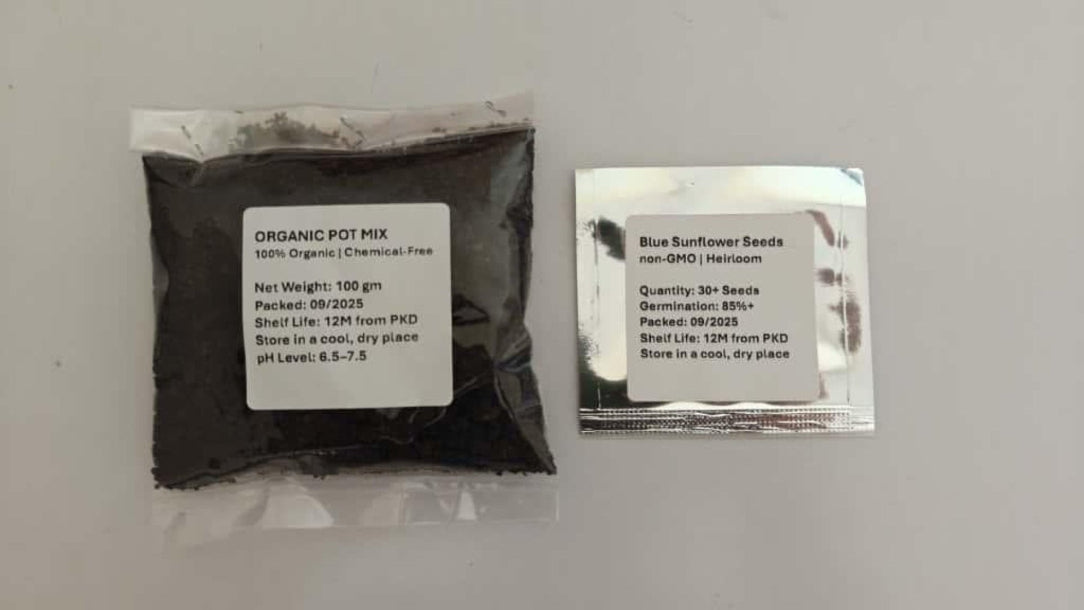 ORGANIC POT MIX
100% Organic | Chemical-Free
Net Weight: 100 gm
Packed: 09/2025
Shelf Life: 12M from PKD
Store in a cool, dry place
pH Level: 6.5–7.5
Blue Sunflower Seeds
non-GMO | Heirloom
Quantity: 30+ Seeds
Germination: 85%+
Packed: 09/2025
Shelf Life: 12M from PKD
Store in a cool, dry place